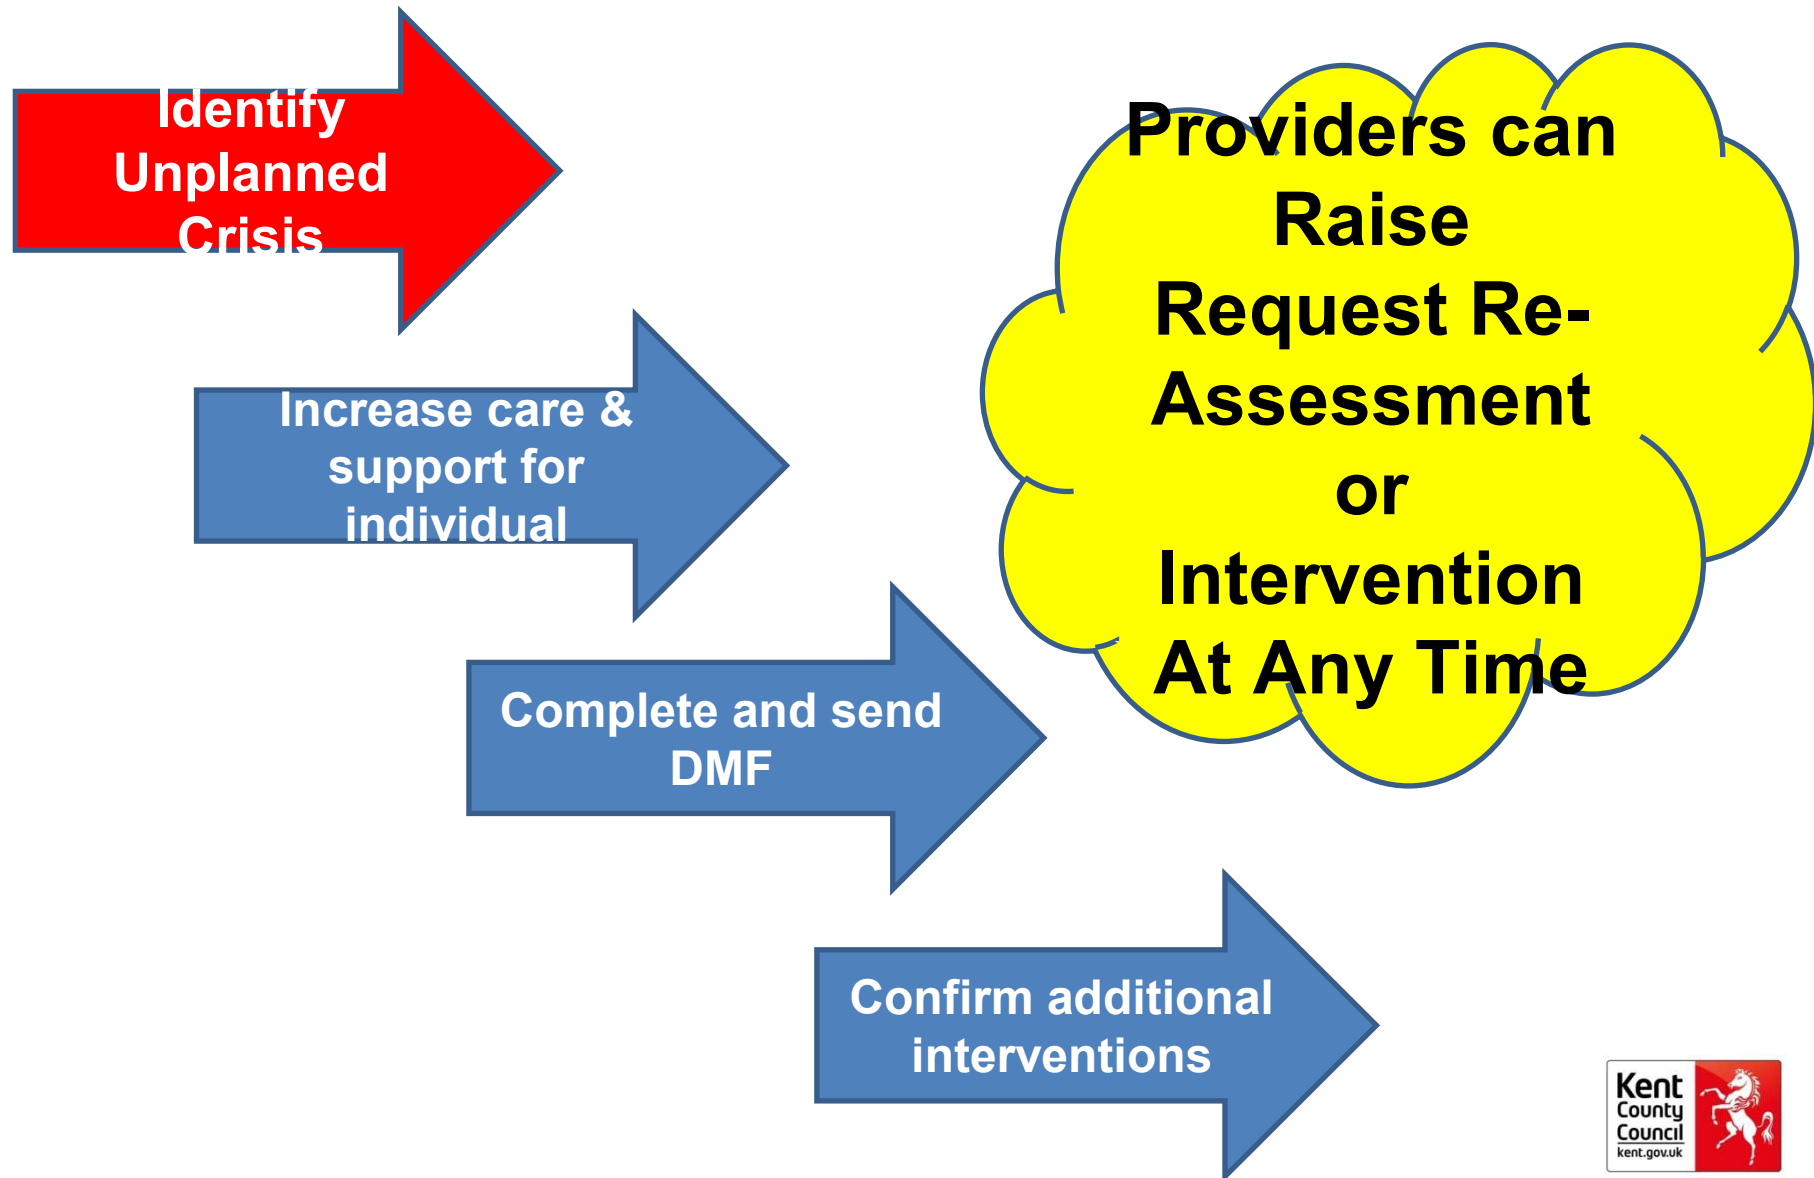 Identify
Unplanned
Crisis
Increase care &
support for
individual
Complete and send
DMF
Confirm additional
interventions
Providers can
Raise
Request Re-
Assessment
or
Intervention
At Any Time
Kent
County
Council
kent.gov.uk